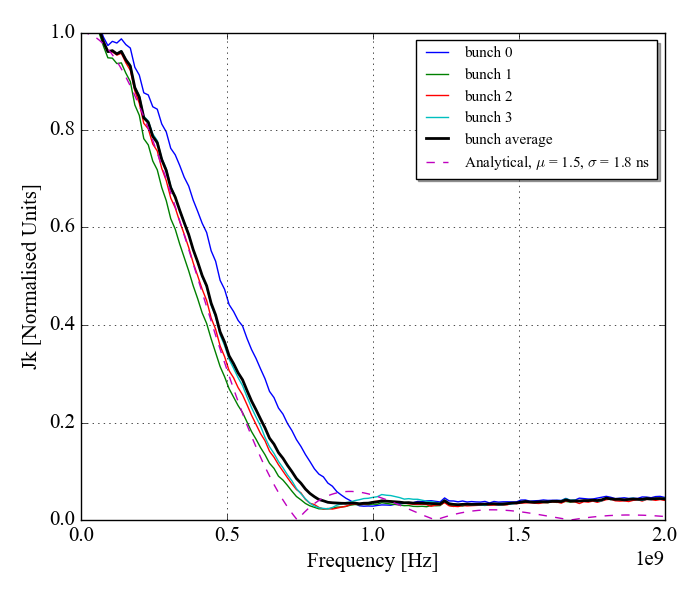 1.0
0.8
0.6
0.4
0.2
0.0
Jk [Normalised Units]
bunch 0
bunch 1
bunch 2
bunch 3
bunch average
Analytical, μ = 1.5, σ = 1.8 ns
0.0 0.5 1.0 1.5 2.0
1e9
Frequency [Hz]